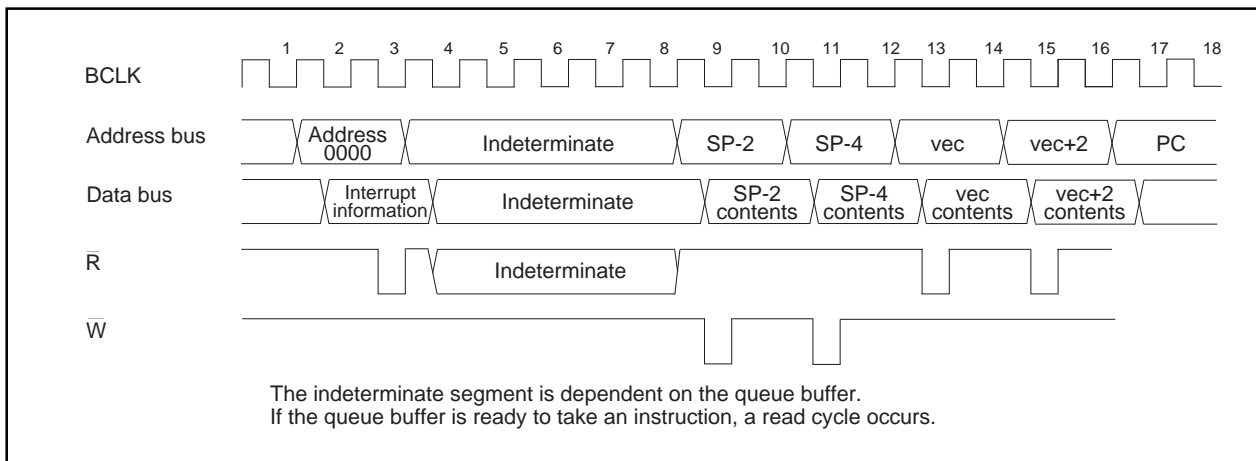 1 2 3 4 5 6 7 8 9 10 11 12 13 14 15 16 17 18
BCLK
Address bus
Address
0000
Indeterminate
SP-2
SP-4
vec
vec+2
PC
Data bus
Interrupt
information
Indeterminate
SP-2
contents
SP-4
contents
vec
contents
vec+2
contents
R̅
Indeterminate
W̅
The indeterminate segment is dependent on the queue buffer.
If the queue buffer is ready to take an instruction, a read cycle occurs.